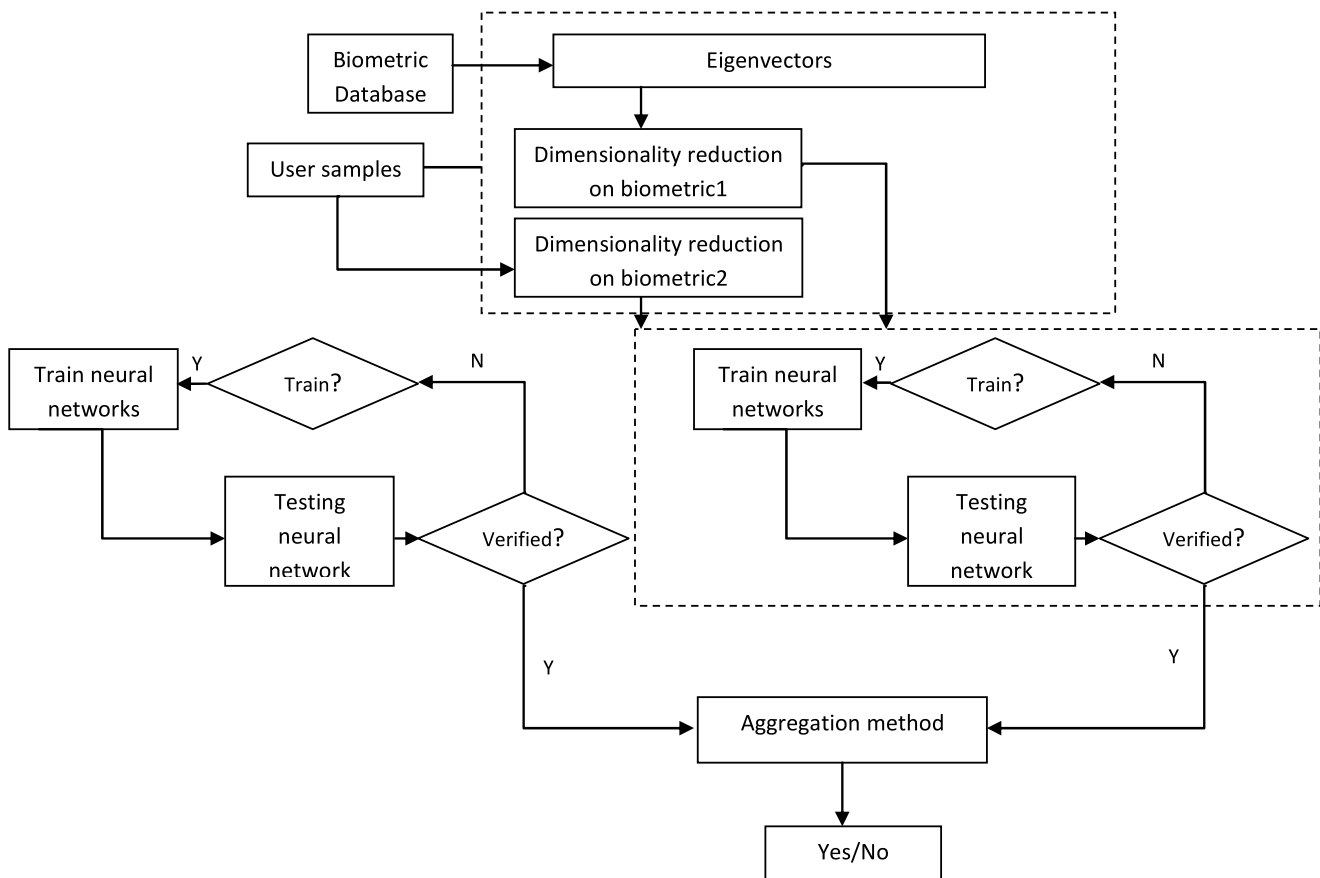 Biometric
Database
Eigenvectors
User samples
Dimensionality reduction
on biometric1
Dimensionality reduction
on biometric2
Train neural
networks
Y
Train?
N
Testing
neural
network
Verified?
Y
Train neural
networks
Y
Train?
N
Testing
neural
network
Verified?
Y
Aggregation method
Yes/No